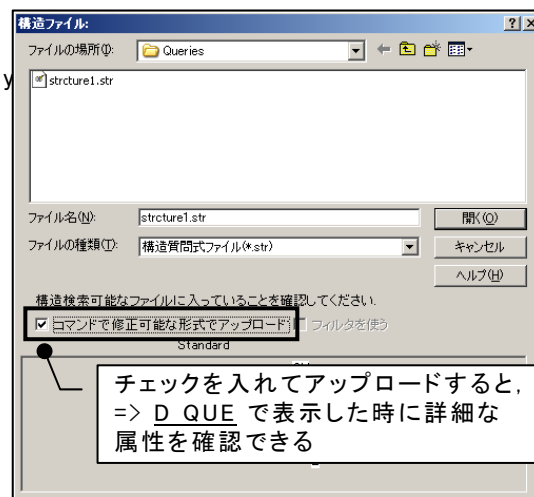 構造ファイル:
ファイルの場所(I):
Queries
y
strcture1.str
ファイル名(N):
strcture1.str
開く(O)
ファイルの種類(T):
構造質問式ファイル(*.str)
キャンセル
ヘルプ(H)
構造検索可能なファイルに入っていることを確認してください.
コマンドで修正可能な形式でアップロード
フィルタを使う
Standard
チェックを入れてアップロードすると,
=> D QUE で表示した時に詳細な
属性を確認できる